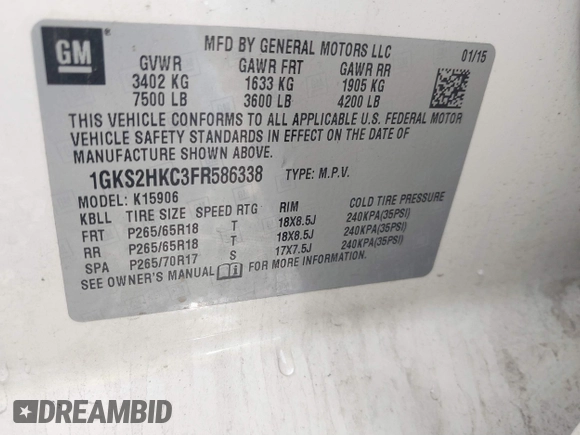 GM
MFD BY GENERAL MOTORS LLC 01/15
GVWR GAWR FRT GAWR RR
3402 KG 1633 KG 1905 KG
7500 LB 3600 LB 4200 LB
THIS VEHICLE CONFORMS TO ALL APPLICABLE U.S. FEDERAL MOTOR
VEHICLE SAFETY STANDARDS IN EFFECT ON THE DATE OF
MANUFACTURE SHOWN ABOVE.
1GKS2HKC3FR586338 TYPE: M.P.V.
MODEL: K15906
KBLL TIRE SIZE SPEED RTG RIM COLD TIRE PRESSURE
FRT P265/65R18 T 18X8.5J 240KPA(35PSI)
RR P265/65R18 T 18X8.5J 240KPA(35PSI)
SPA P265/70R17 S 17X7.5J 240KPA(35PSI)
SEE OWNER'S MANUAL FOR MORE INFORMATION.
DREAMBID